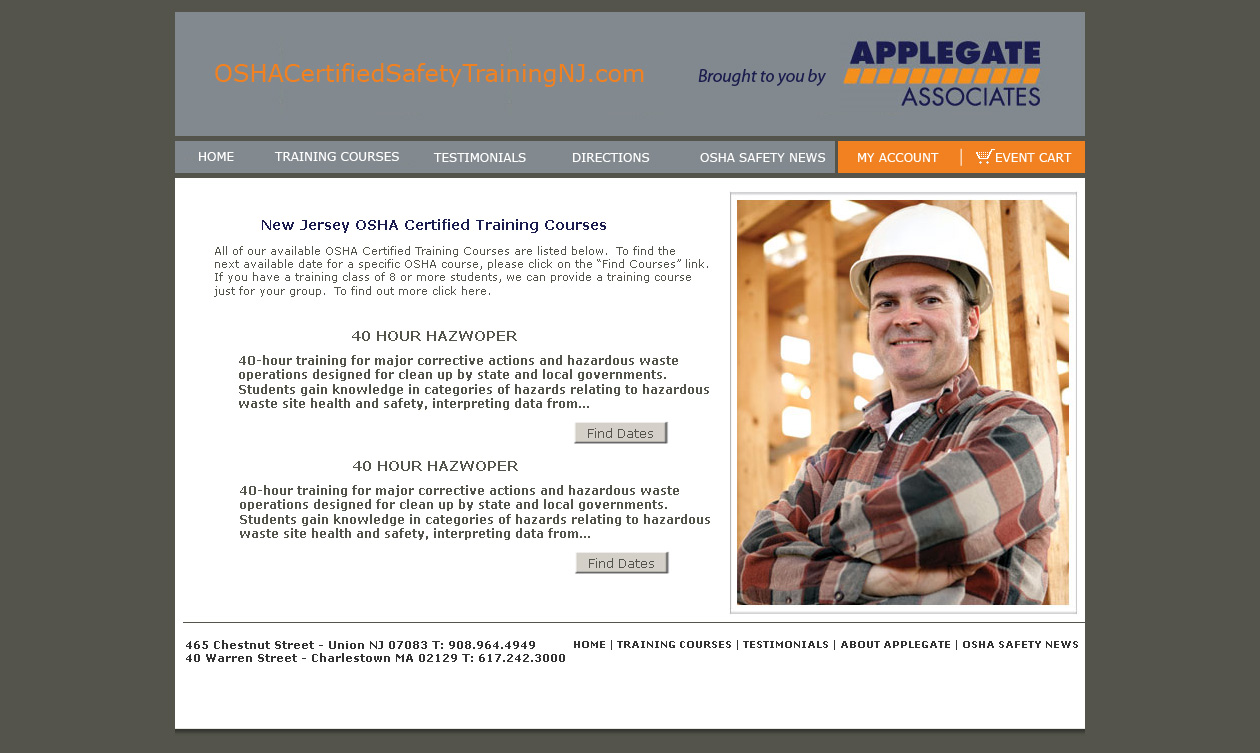 OSHACertifiedSafetyTrainingNJ.com
Brought to you by
APPLEGATE
ASSOCIATES
HOME TRAINING COURSES TESTIMONIALS DIRECTIONS OSHA SAFETY NEWS MY ACCOUNT | EVENT CART
New Jersey OSHA Certified Training Courses
All of our available OSHA Certified Training Courses are listed below. To find the
next available date for a specific OSHA course, please click on the “Find Courses” link.
If you have a training class of 8 or more students, we can provide a training course
just for your group. To find out more click here.
40 HOUR HAZWOPER
40-hour training for major corrective actions and hazardous waste
operations designed for clean up by state and local governments.
Students gain knowledge in categories of hazards relating to hazardous
waste site health and safety, interpreting data from...
Find Dates
40 HOUR HAZWOPER
40-hour training for major corrective actions and hazardous waste
operations designed for clean up by state and local governments.
Students gain knowledge in categories of hazards relating to hazardous
waste site health and safety, interpreting data from...
Find Dates
465 Chestnut Street - Union NJ 07083 T: 908.964.4949
40 Warren Street - Charlestown MA 02129 T: 617.242.3000
HOME | TRAINING COURSES | TESTIMONIALS | ABOUT APPLEGATE | OSHA SAFETY NEWS